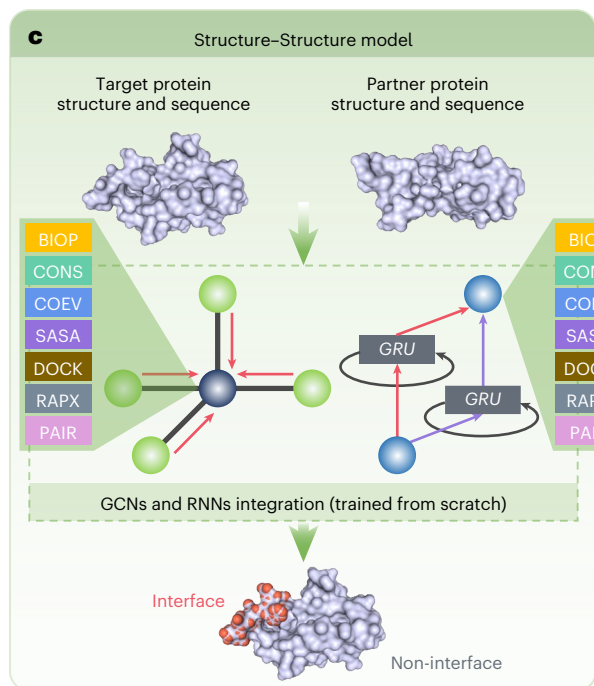 c
Structure–Structure model
Target protein
structure and sequence
Partner protein
structure and sequence
BIOP
CONS
COEV
SASA
DOCK
RAPX
PAIR
GRU
GRU
GCNs and RNNs integration (trained from scratch)
Interface
Non-interface